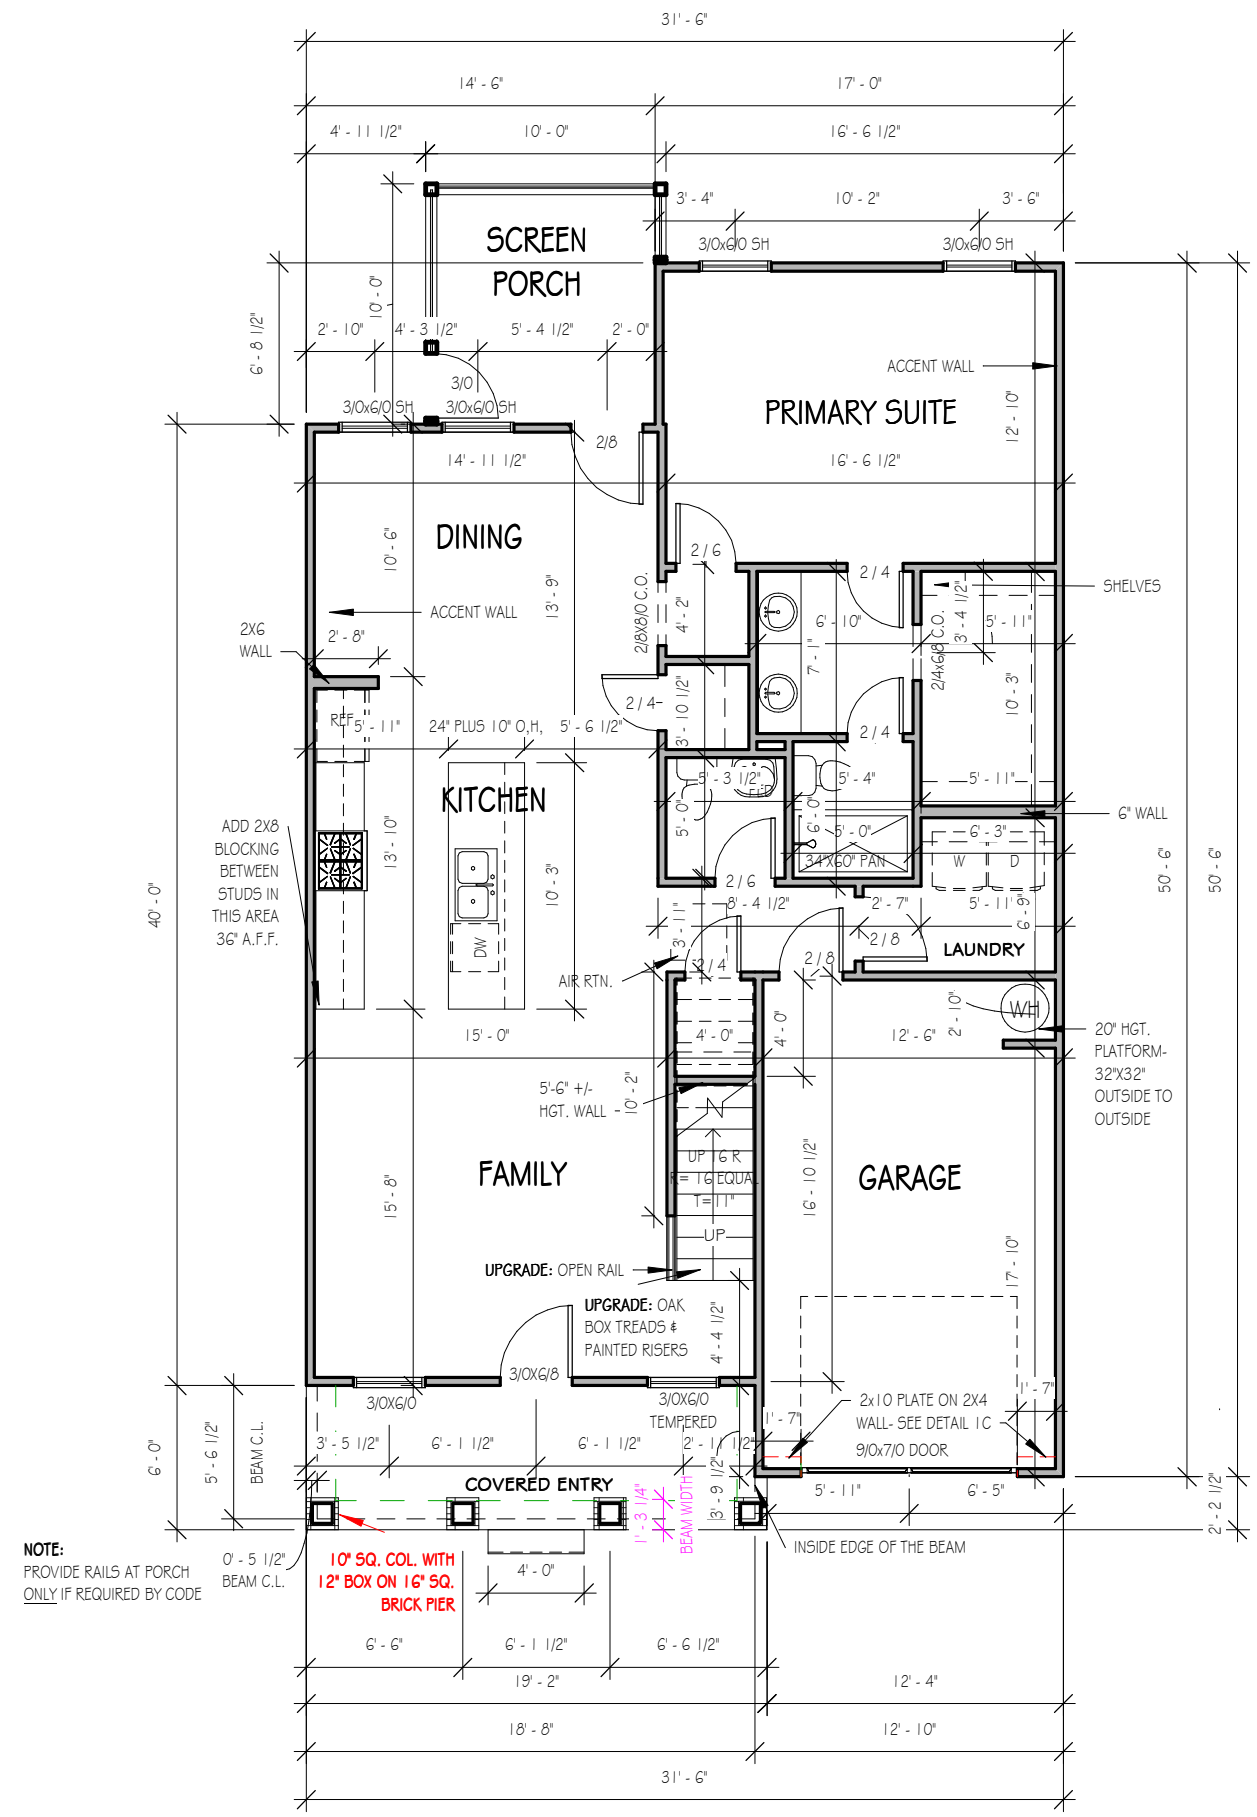 31' - 6"
14' - 6"
17' - 0"
4' - 11 1/2"
10' - 0"
16' - 6 1/2"
3' - 4"
10' - 2"
3' - 6"
3/0x6/0 SH
3/0x6/0 SH
SCREEN
PORCH
10' - 0"
6' - 8 1/2"
2' - 10"
4' - 3 1/2"
5' - 4 1/2"
2' - 0"
3/0
3/0x6/0 SH
3/0x6/0 SH
2/8
ACCENT WALL
PRIMARY SUITE
12' - 10"
14' - 11 1/2"
16' - 6 1/2"
DINING
10' - 6"
13' - 9"
2 / 6
2 / 4
SHELVES
ACCENT WALL
2/8X8/0 C.O.
4' - 2"
6' - 10"
7' - 1"
2/4x6/8 C.O.
3' - 4 1/2"
5' - 11"
2X6
WALL
2' - 8"
10' - 3"
REF
5' - 11"
24" PLUS 10" O,H,
5' - 6 1/2"
2 / 4
3' - 10 1/2"
2 / 4
KITCHEN
5' - 3 1/2"
5' - 4"
5' - 11"
5' - 0"
6' - 0"
5' - 0"
34"X60" PAN
6' - 3"
W
D
6" WALL
ADD 2X8
BLOCKING
BETWEEN
STUDS IN
THIS AREA
36" A.F.F.
13' - 10"
10' - 3"
DW
40' - 0"
50' - 6"
50' - 6"
2 / 6
8' - 4 1/2"
2' - 7"
5' - 11"
6' - 9"
3' - 11"
2 / 8
LAUNDRY
2 / 4
2 / 8
AIR RTN.
WH
2' - 10"
20" HGT.
PLATFORM-
32"X32"
OUTSIDE TO
OUTSIDE
15' - 0"
4' - 0"
4' - 0"
12' - 6"
5'-6" +/-
HGT. WALL
10' - 2"
FAMILY
UP 16 R
R = 16 EQUAL
T= 11"
UP
GARAGE
15' - 8"
16' - 10 1/2"
17' - 10"
UPGRADE: OPEN RAIL
UPGRADE: OAK
BOX TREADS &
PAINTED RISERS
4' - 4 1/2"
3/0X6/8
3/0X6/0
3/0X6/0
TEMPERED
2x10 PLATE ON 2X4
WALL- SEE DETAIL 1C
9/0x7/0 DOOR
1' - 7"
1' - 7"
6' - 0"
5' - 6 1/2"
BEAM C.L.
3' - 5 1/2"
6' - 1 1/2"
6' - 1 1/2"
2' - 11 1/2"
COVERED ENTRY
3' - 9 1/2"
1' - 3 1/4"
BEAM WIDTH
5' - 11"
6' - 5"
2' - 2 1/2"
INSIDE EDGE OF THE BEAM
NOTE:
PROVIDE RAILS AT PORCH
ONLY IF REQUIRED BY CODE
0' - 5 1/2"
BEAM C.L.
10" SQ. COL. WITH
12" BOX ON 16" SQ.
BRICK PIER
4' - 0"
6' - 6"
6' - 1 1/2"
6' - 6 1/2"
19' - 2"
12' - 4"
18' - 8"
12' - 10"
31' - 6"